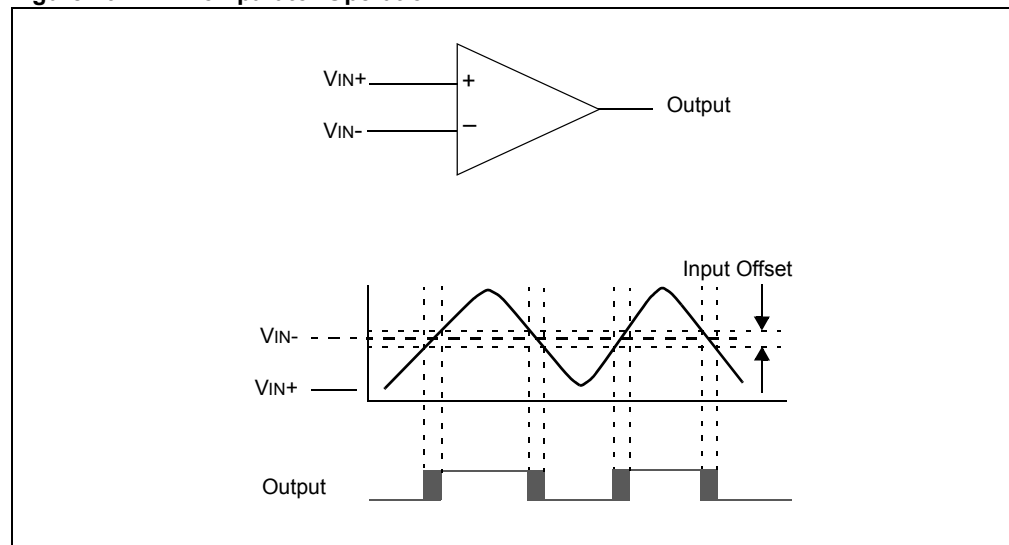 VIN+
+
Output
VIN-
–
Input Offset
VIN-
VIN+
Output